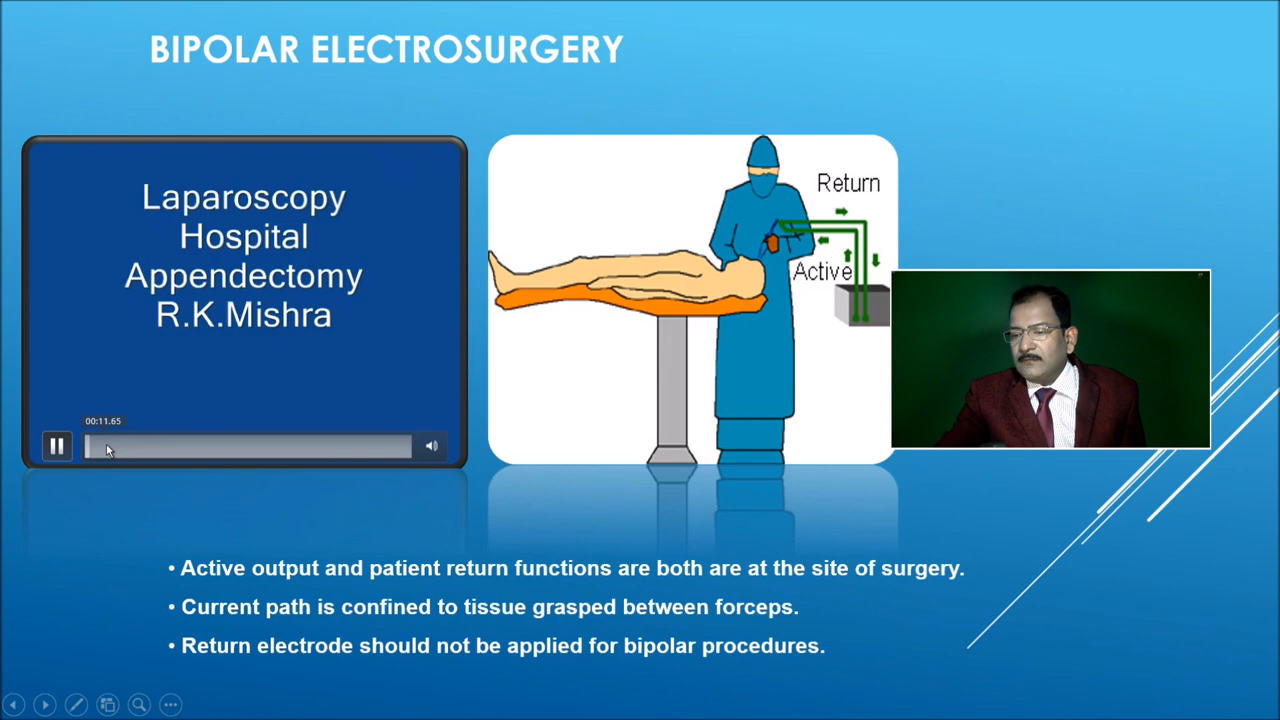 BIPOLAR ELECTROSURGERY
Laparoscopy
Hospital
Appendectomy
R.K.Mishra
00:11.65
Return
Active
• Active output and patient return functions are both are at the site of surgery.
• Current path is confined to tissue grasped between forceps.
• Return electrode should not be applied for bipolar procedures.